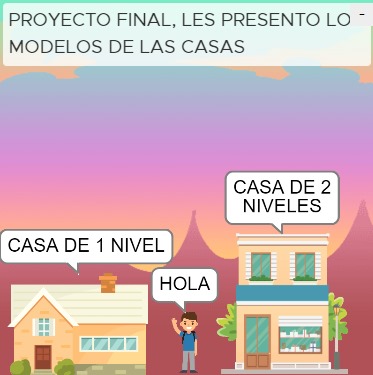 PROYECTO FINAL, LES PRESENTO LO
MODELOS DE LAS CASAS
CASA DE 2
NIVELES
CASA DE 1 NIVEL
HOLA